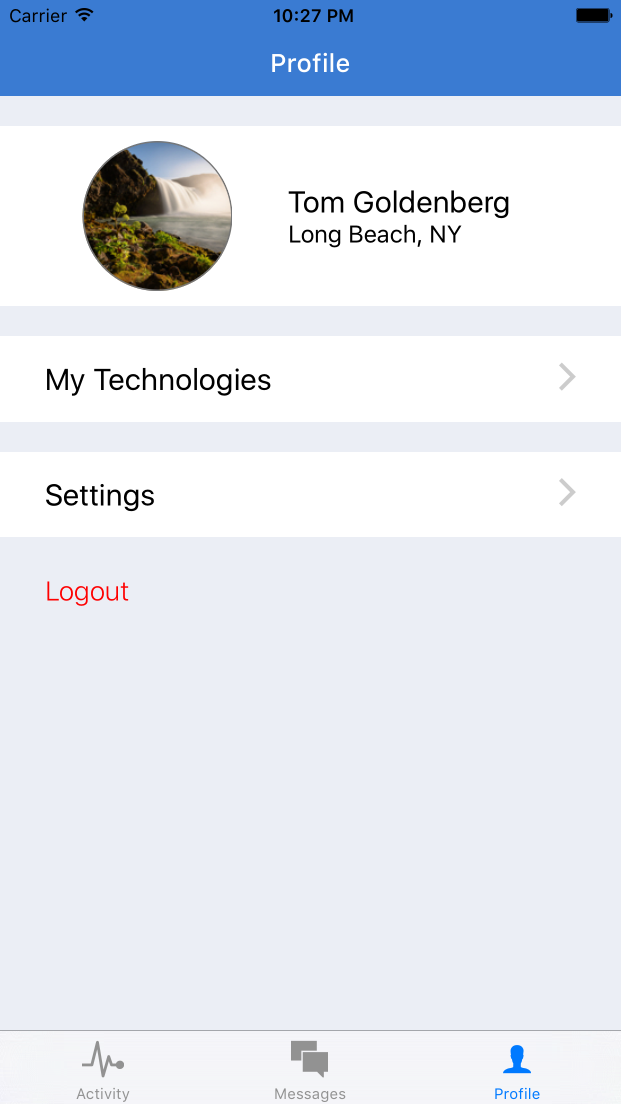 Carrier 10:27 PM
Profile
Tom Goldenberg
Long Beach, NY
My Technologies
Settings
Logout
Activity Messages Profile